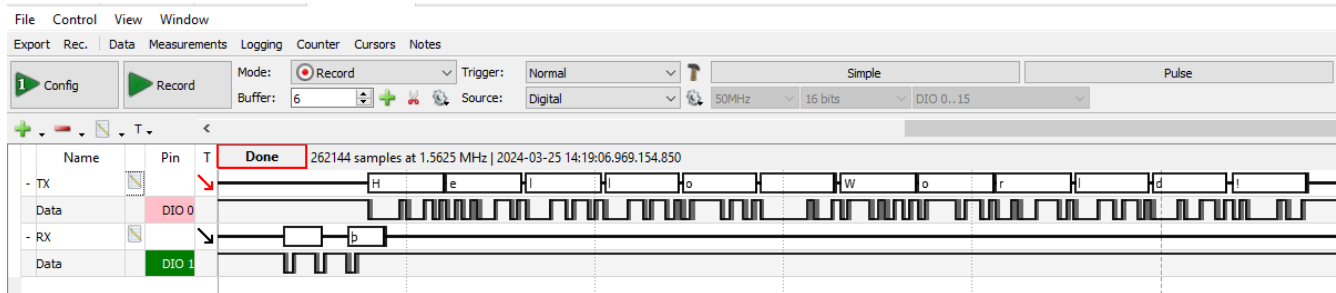 File Control View Window
Export Rec. Data Measurements Logging Counter Cursors Notes
1 Config Record Mode: Record Trigger: Normal Simple Pulse
Buffer: 6 Source: Digital 50MHz 16 bits DIO 0..15
T
Name Pin T Done 262144 samples at 1.5625 MHz | 2024-03-25 14:19:06.969.154.850
- TX H e l l o W o r l d !
Data DIO 0
- RX þ
Data DIO 1